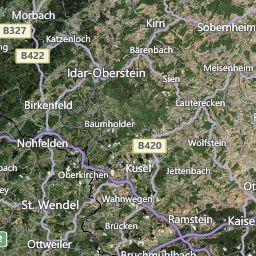 Morbach
Kirn
Sobernheim
B327
Katzenloch
Bärenbach
B422
Meisenheim
Idar-Oberstein
Sien
Birkenfeld
Lauterecken
Baumholder
B420
Wolfstein
Nohfelden
Oberkirchen
Kusel
Jettenbach
St. Wendel
Wahnwegen
Ramstein
Brücken
Ottweiler
Bruchmühlbach